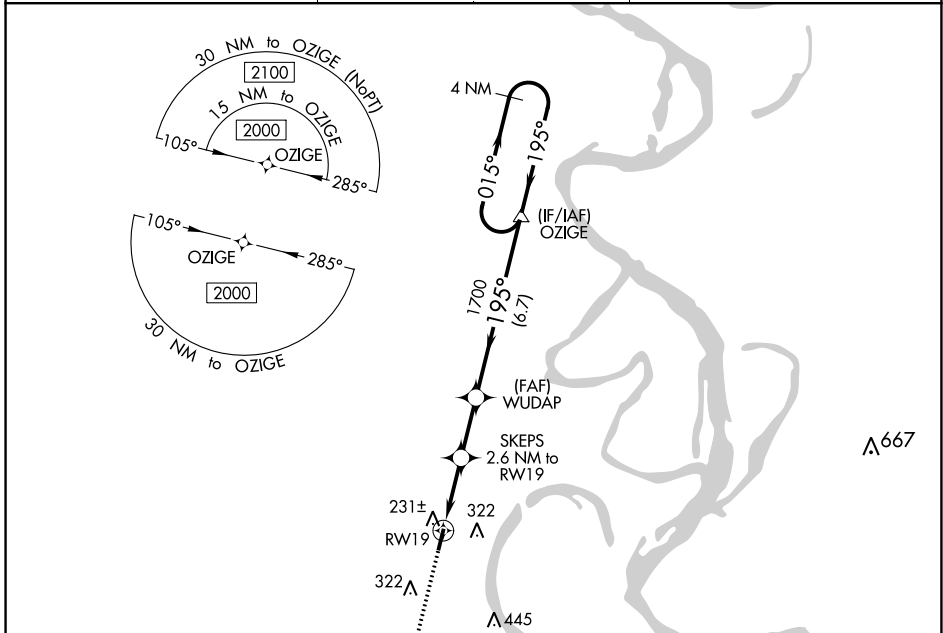 30 NM to OZIGE (NoPT)
2100
15 NM to OZIGE
2000
105°
OZIGE
285°
105°
OZIGE
285°
2000
30 NM to OZIGE
4 NM
015°
195°
(IF/IAF)
OZIGE
1700
195°
(6.7)
(FAF)
WUDAP
SKEPS
2.6 NM to
RW19
667
231±
322
RW19
322
445